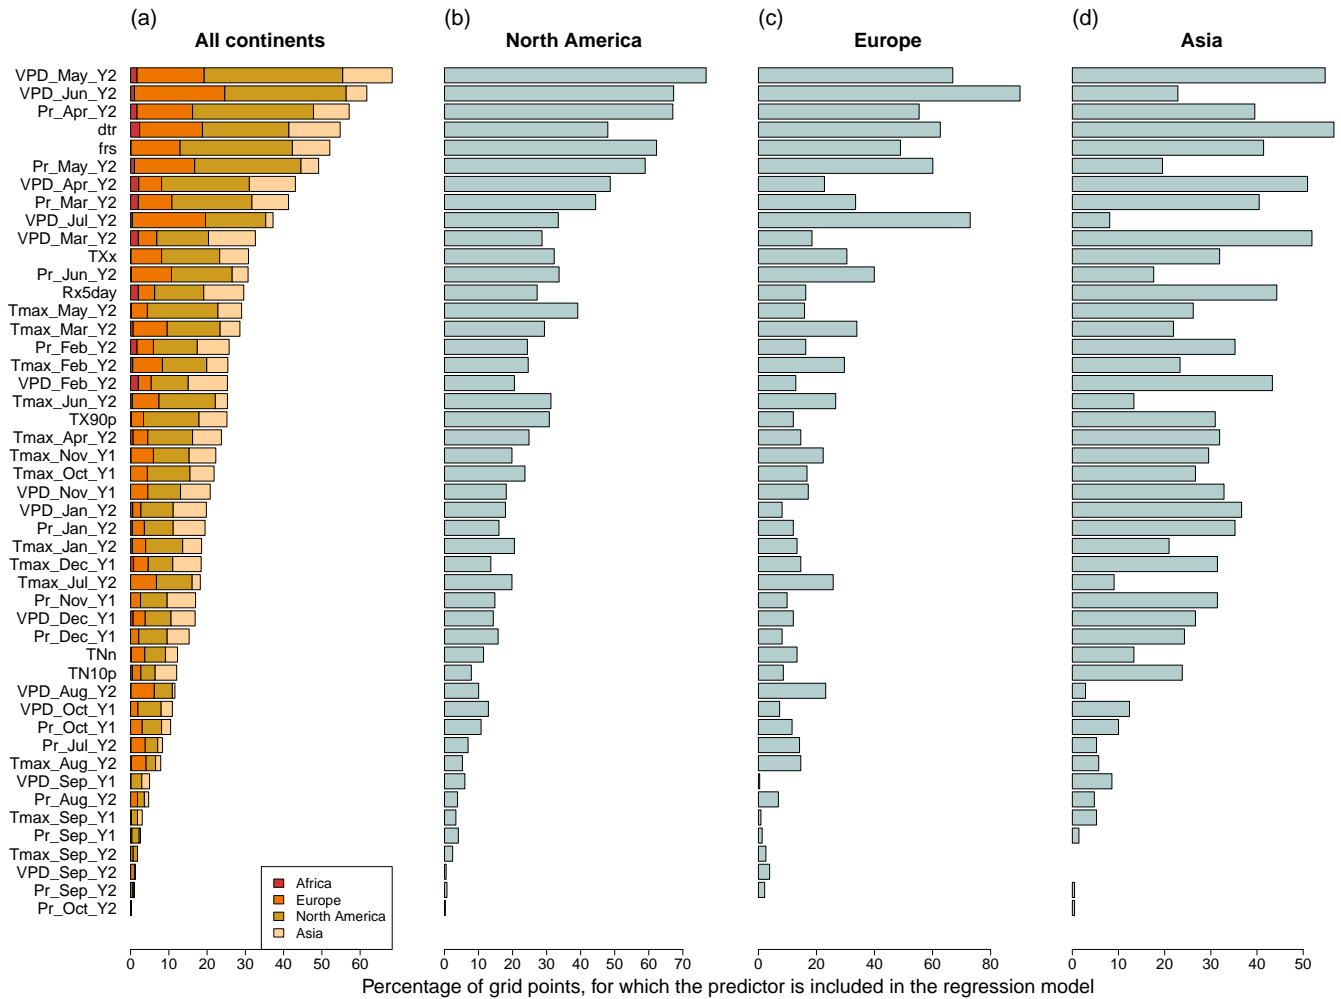 (a) (b) (c) (d)
All continents North America Europe Asia
VPD_May_Y2
VPD_Jun_Y2
Pr_Apr_Y2
dtr
frs
Pr_May_Y2
VPD_Apr_Y2
Pr_Mar_Y2
VPD_Jul_Y2
VPD_Mar_Y2
TXx
Pr_Jun_Y2
Rx5day
Tmax_May_Y2
Tmax_Mar_Y2
Pr_Feb_Y2
Tmax_Feb_Y2
VPD_Feb_Y2
Tmax_Jun_Y2
TX90p
Tmax_Apr_Y2
Tmax_Nov_Y1
Tmax_Oct_Y1
VPD_Nov_Y1
VPD_Jan_Y2
Pr_Jan_Y2
Tmax_Jan_Y2
Tmax_Dec_Y1
Tmax_Jul_Y2
Pr_Nov_Y1
VPD_Dec_Y1
Pr_Dec_Y1
TNn
TN10p
VPD_Aug_Y2
VPD_Oct_Y1
Pr_Oct_Y1
Pr_Jul_Y2
Tmax_Aug_Y2
VPD_Sep_Y1
Pr_Aug_Y2
Tmax_Sep_Y1
Pr_Sep_Y1
Tmax_Sep_Y2
VPD_Sep_Y2
Pr_Sep_Y2
Pr_Oct_Y2
Africa
Europe
North America
Asia
0 10 20 30 40 50 60 0 10 20 30 40 50 60 70 0 20 40 60 80 0 10 20 30 40 50
Percentage of grid points, for which the predictor is included in the regression model